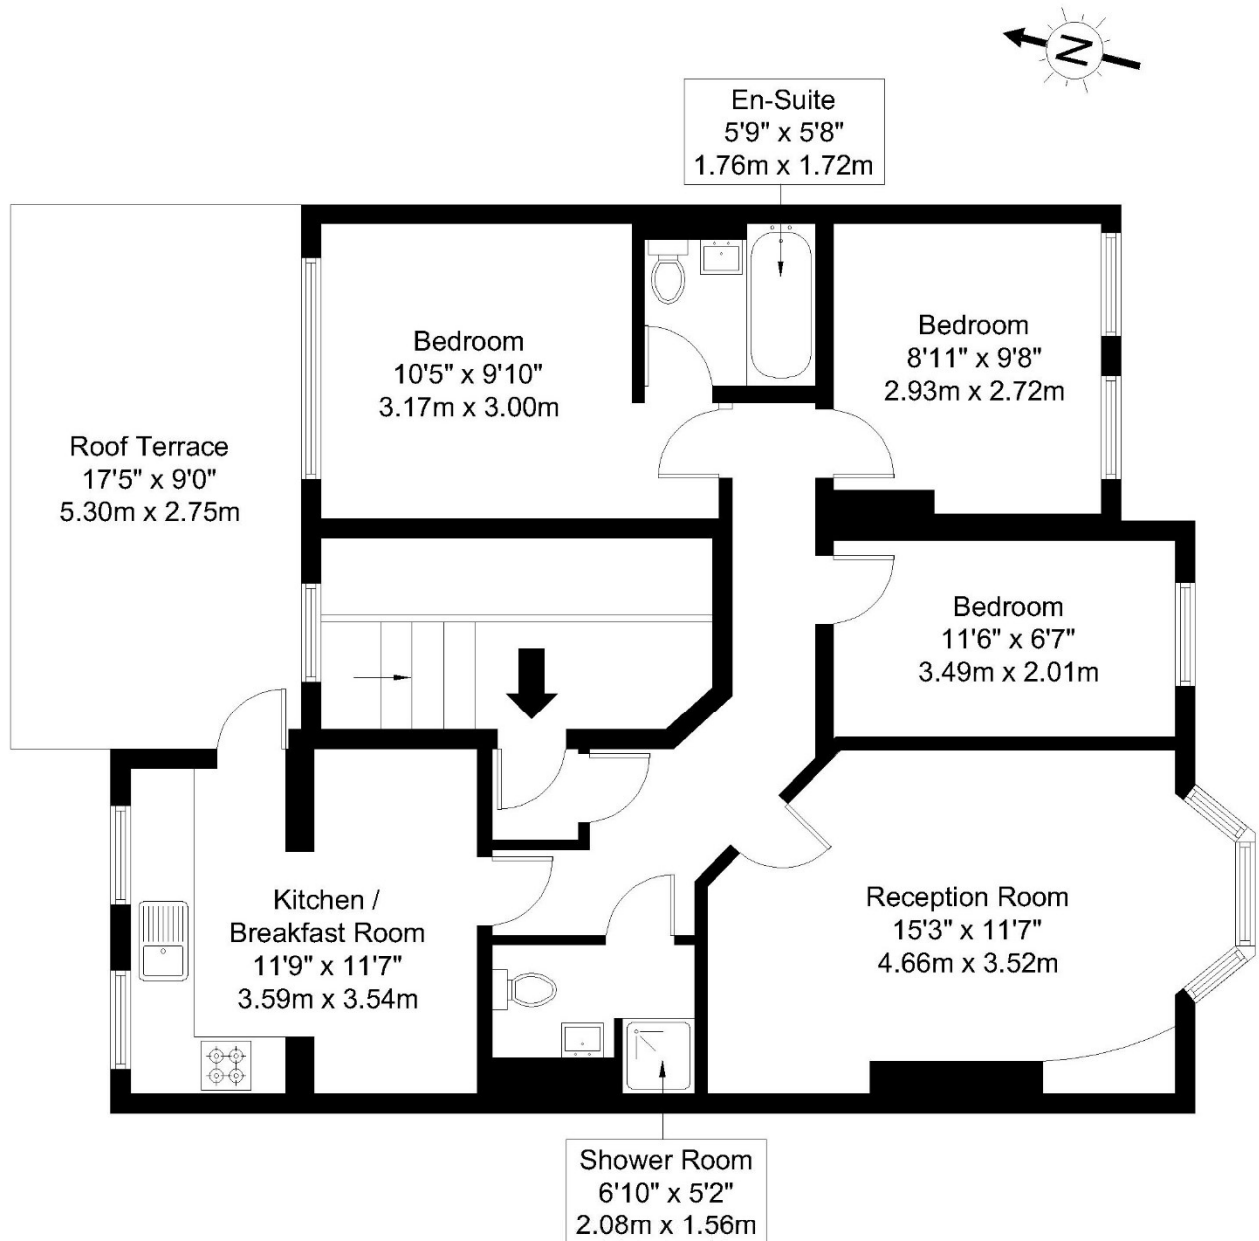 N
En-Suite
5'9" x 5'8"
1.76m x 1.72m
Bedroom
10'5" x 9'10"
3.17m x 3.00m
Bedroom
8'11" x 9'8"
2.93m x 2.72m
Roof Terrace
17'5" x 9'0"
5.30m x 2.75m
Bedroom
11'6" x 6'7"
3.49m x 2.01m
Kitchen /
Breakfast Room
11'9" x 11'7"
3.59m x 3.54m
Reception Room
15'3" x 11'7"
4.66m x 3.52m
Shower Room
6'10" x 5'2"
2.08m x 1.56m